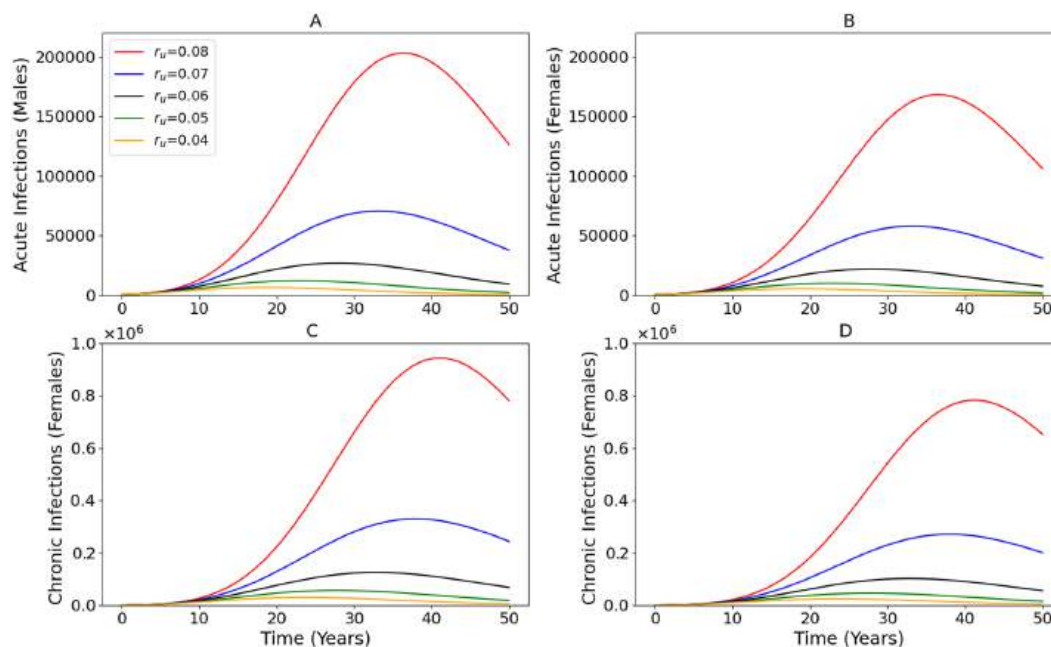 A
Acute Infections (Males)
200000
150000
100000
50000
0
r_u=0.08
r_u=0.07
r_u=0.06
r_u=0.05
r_u=0.04
0 10 20 30 40 50
B
Acute Infections (Females)
200000
150000
100000
50000
0
0 10 20 30 40 50
×10⁶
C
Chronic Infections (Females)
1.0
0.8
0.6
0.4
0.2
0.0
0 10 20 30 40 50
Time (Years)
×10⁶
D
Chronic Infections (Females)
1.0
0.8
0.6
0.4
0.2
0.0
0 10 20 30 40 50
Time (Years)